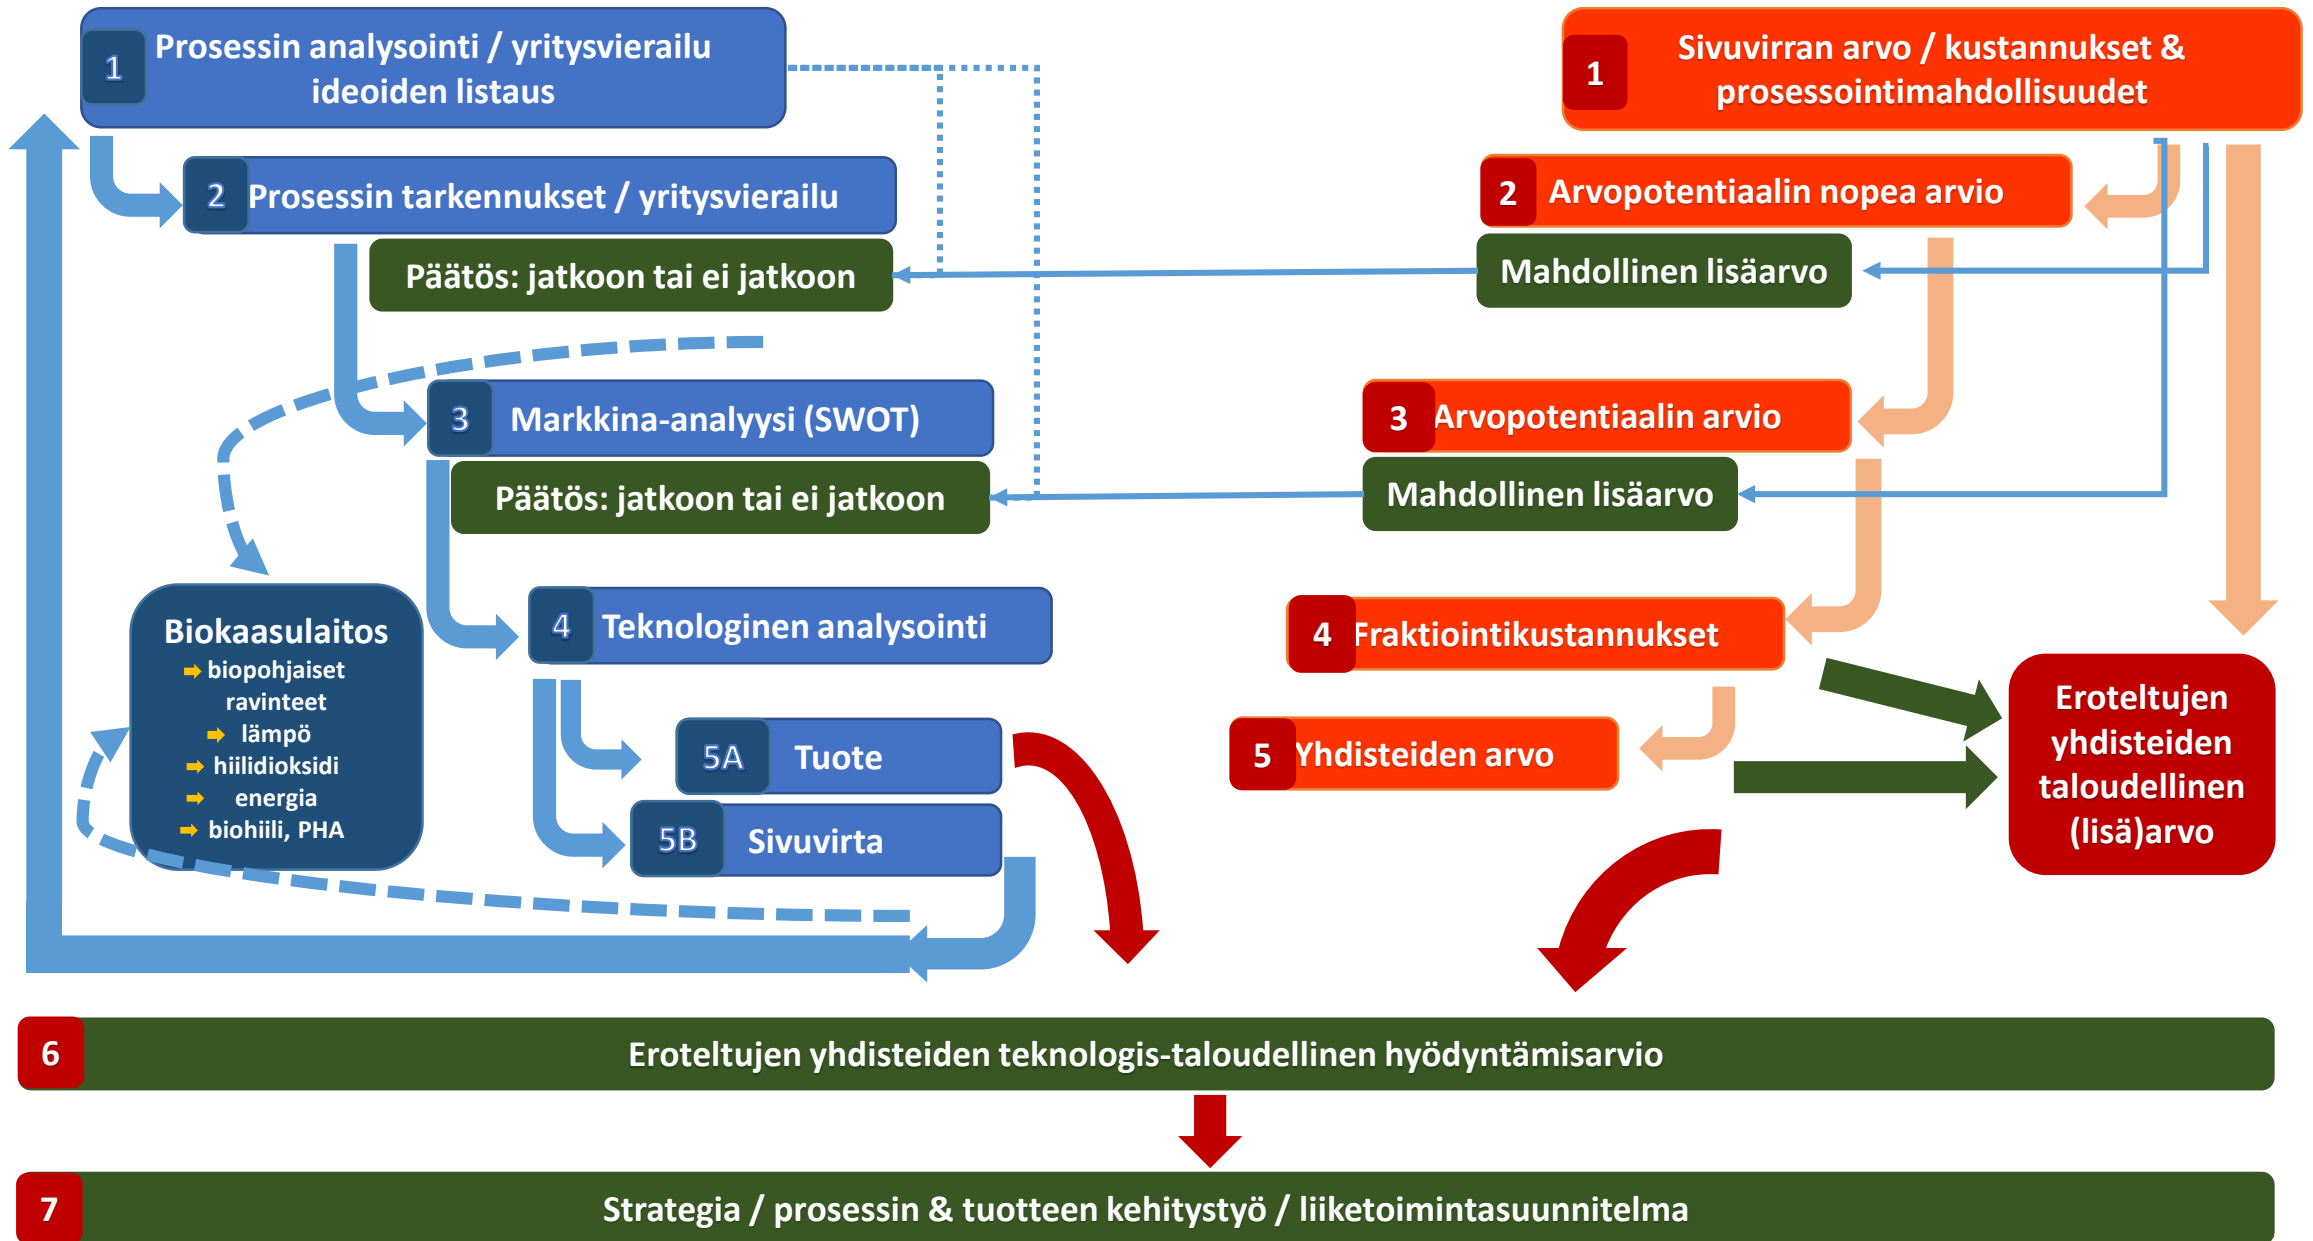 1
Prosessin analysointi / yritysvierailu
ideoiden listaus
2
Prosessin tarkennukset / yritysvierailu
Päätös: jatkoon tai ei jatkoon
3
Markkina-analyysi (SWOT)
Päätös: jatkoon tai ei jatkoon
4
Teknologinen analysointi
5A
Tuote
5B
Sivuvirta
Biokaasulaitos
biopohjaiset
ravinteet
lämpö
hiilidioksidi
energia
biohiili, PHA
1
Sivuvirran arvo / kustannukset &
prosessointimahdollisuudet
2
Arvopotentiaalin nopea arvio
Mahdollinen lisäarvo
3
Arvopotentiaalin arvio
Mahdollinen lisäarvo
4
Fraktiointikustannukset
5
Yhdisteiden arvo
Eroteltujen
yhdisteiden
taloudellinen
(lisä)arvo
6
Eroteltujen yhdisteiden teknologis-taloudellinen hyödyntämisarvio
7
Strategia / prosessin & tuotteen kehitystyö / liiketoimintasuunnitelma